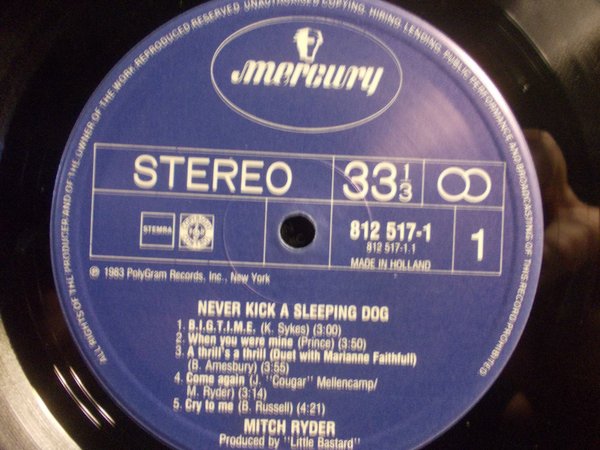 ALL RIGHTS OF THE PRODUCER AND OF THE OWNER OF THE WORK REPRODUCED RESERVED UNAUTHORISED COPYING, HIRING, LENDING, PUBLIC PERFORMANCE AND BROADCASTING OF THIS RECORD PROHIBITED
mercury
STEREO
33 1/3
812 517-1
812 517-1.1
MADE IN HOLLAND
1
STEMRA
℗ 1983 PolyGram Records, Inc., New York
NEVER KICK A SLEEPING DOG
1. B.I.G.T.I.M.E. (K. Sykes) (3:00)
2. When you were mine (Prince) (3:50)
3. A thrill's a thrill (Duet with Marianne Faithfull)
(B. Amesbury) (3:55)
4. Come again (J. "Cougar" Mellencamp/
M. Ryder) (3:14)
5. Cry to me (B. Russell) (4:21)
MITCH RYDER
Produced by "Little Bastard"